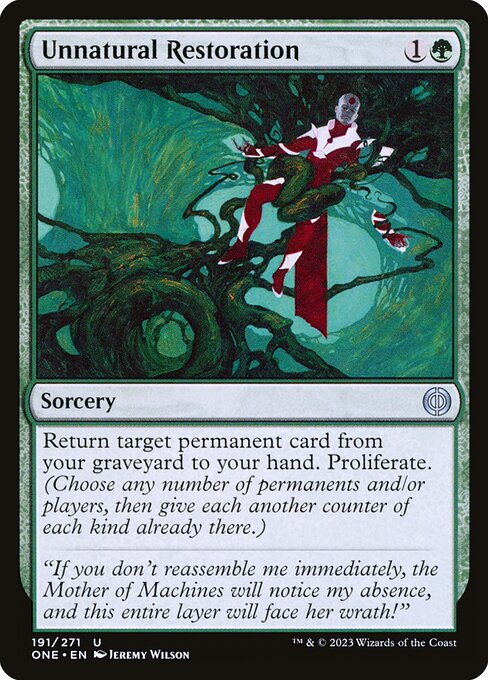 Unnatural Restoration 1
Sorcery
Return target permanent card from
your graveyard to your hand. Proliferate.
(Choose any number of permanents and/or
players, then give each another counter of
each kind already there.)
“If you don’t reassemble me immediately, the
Mother of Machines will notice my absence,
and this entire layer will face her wrath!”
191/271 U
ONE • EN Jeremy Wilson
™ & © 2023 Wizards of the Coast